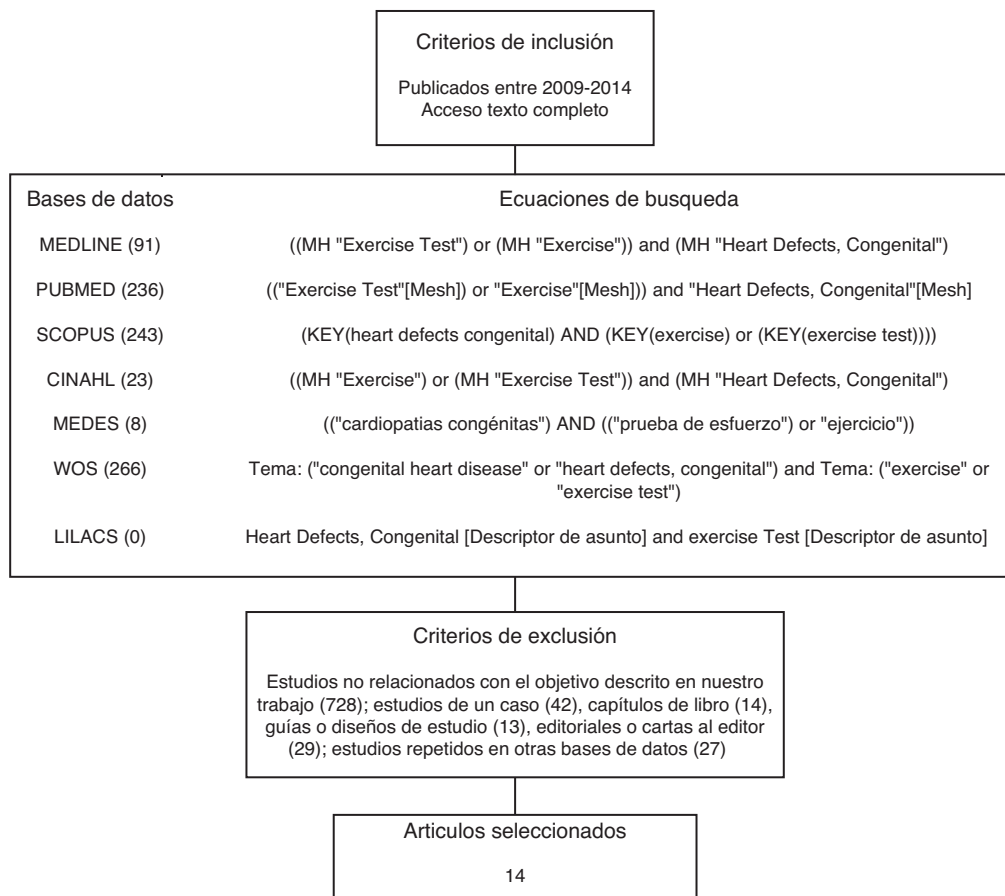 Criterios de inclusión
Publicados entre 2009-2014
Acceso texto completo
Bases de datos Ecuaciones de busqueda
MEDLINE (91) ((MH "Exercise Test") or (MH "Exercise")) and (MH "Heart Defects, Congenital")
PUBMED (236) (("Exercise Test"[Mesh]) or "Exercise"[Mesh])) and "Heart Defects, Congenital"[Mesh]
SCOPUS (243) (KEY(heart defects congenital) AND (KEY(exercise) or (KEY(exercise test))))
CINAHL (23) ((MH "Exercise") or (MH "Exercise Test")) and (MH "Heart Defects, Congenital")
MEDES (8) (("cardiopatias congénitas") AND (("prueba de esfuerzo") or "ejercicio"))
WOS (266) Tema: ("congenital heart disease" or "heart defects, congenital") and Tema: ("exercise" or
"exercise test")
LILACS (0) Heart Defects, Congenital [Descriptor de asunto] and exercise Test [Descriptor de asunto]
Criterios de exclusión
Estudios no relacionados con el objetivo descrito en nuestro
trabajo (728); estudios de un caso (42), capítulos de libro (14),
guías o diseños de estudio (13), editoriales o cartas al editor
(29); estudios repetidos en otras bases de datos (27)
Articulos seleccionados
14